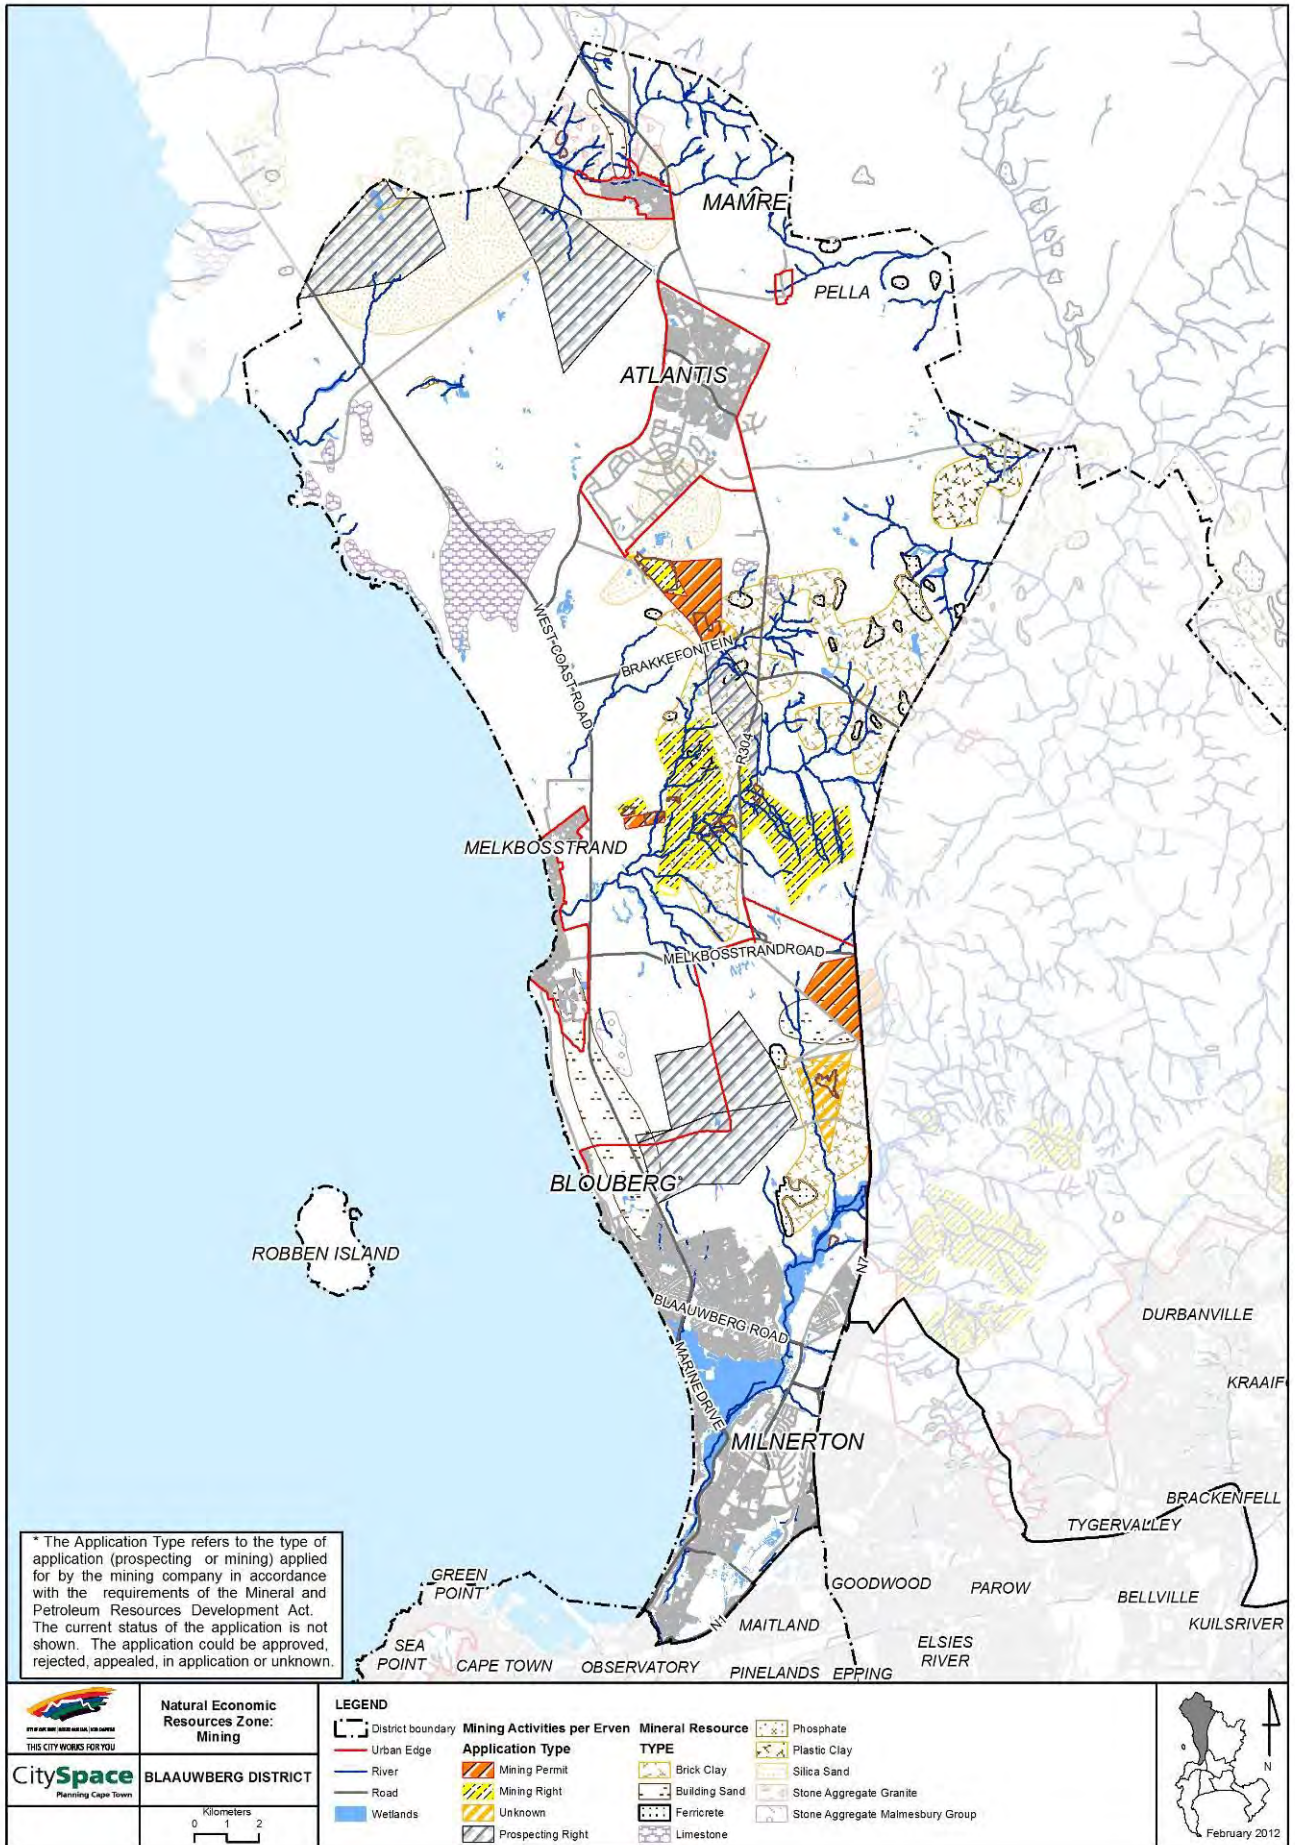 MAMRE
PELLA
ATLANTIS
WEST-COAST-ROAD
BRAKKEFONTEIN
R304
MELKBOSSTRAND
MELKBOSSTRANDROAD
BLOUBERG
ROBBEN ISLAND
N7
BLAAUWBERG ROAD
DURBANVILLE
MARINE DRIVE
KRAAIF
MILNERTON
BRACKENFELL
TYGERVALLEY
* The Application Type refers to the type of
application (prospecting or mining) applied
for by the mining company in accordance
with the requirements of the Mineral and
Petroleum Resources Development Act.
The current status of the application is not
shown. The application could be approved,
rejected, appealed, in application or unknown.
GREEN
POINT
GOODWOOD
PAROW
BELLVILLE
N1
MAITLAND
KUILSRIVER
SEA
POINT
CAPE TOWN
OBSERVATORY
PINELANDS
EPPING
ELSIES
RIVER
THIS CITY WORKS FOR YOU
Natural Economic
Resources Zone:
Mining
CitySpace
Planning Cape Town
BLAAUWBERG DISTRICT
Kilometers
0 1 2
LEGEND
District boundary
Urban Edge
River
Road
Wetlands
Mining Activities per Erven
Application Type
Mining Permit
Mining Right
Unknown
Prospecting Right
Mineral Resource
TYPE
Brick Clay
Building Sand
Ferricrete
Limestone
Phosphate
Plastic Clay
Silica Sand
Stone Aggregate Granite
Stone Aggregate Malmesbury Group
N
February 2012